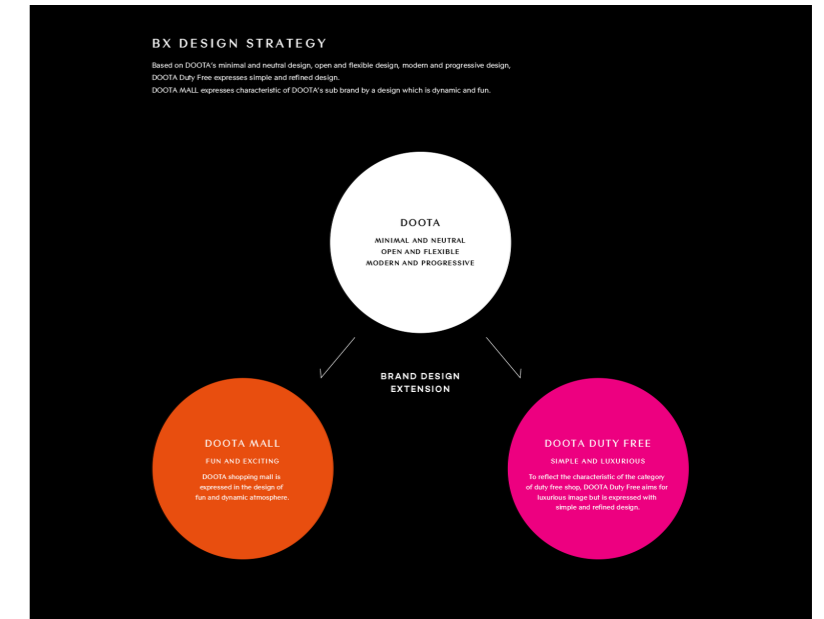 BX DESIGN STRATEGY
Based on DOOTA's minimal and neutral design, open and flexible design, modern and progressive design,
DOOTA Duty Free expresses simple and refined design.
DOOTA MALL expresses characteristic of DOOTA's sub brand by a design which is dynamic and fun.
DOOTA
MINIMAL AND NEUTRAL
OPEN AND FLEXIBLE
MODERN AND PROGRESSIVE
BRAND DESIGN
EXTENSION
DOOTA MALL
FUN AND EXCITING
DOOTA shopping mall is
expressed in the design of
fun and dynamic atmosphere.
DOOTA DUTY FREE
SIMPLE AND LUXURIOUS
To reflect the characteristic of the category
of duty free shop, DOOTA Duty Free aims for
luxurious image but is expressed with
simple and refined design.